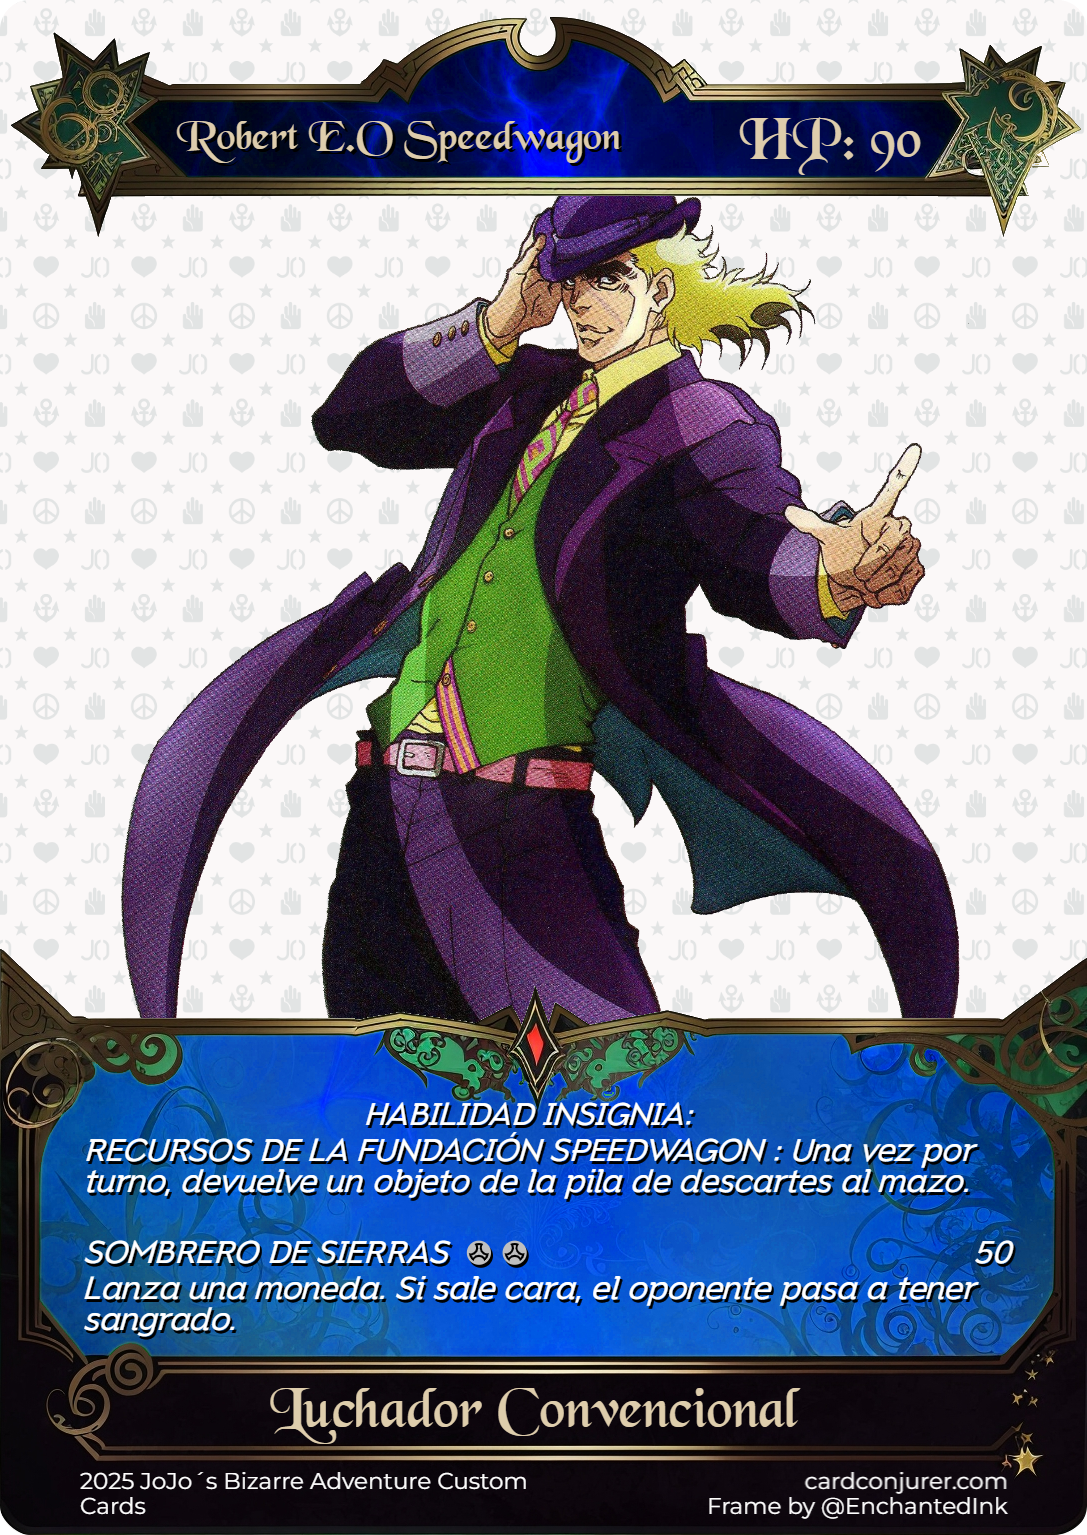 Robert E.O Speedwagon
HP: 90
HABILIDAD INSIGNIA:
RECURSOS DE LA FUNDACIÓN SPEEDWAGON : Una vez por
turno, devuelve un objeto de la pila de descartes al mazo.
SOMBRERO DE SIERRAS 50
Lanza una moneda. Si sale cara, el oponente pasa a tener
sangrado.
Luchador Convencional
2025 JoJo´s Bizarre Adventure Custom
Cards
cardconjurer.com
Frame by @EnchantedInk